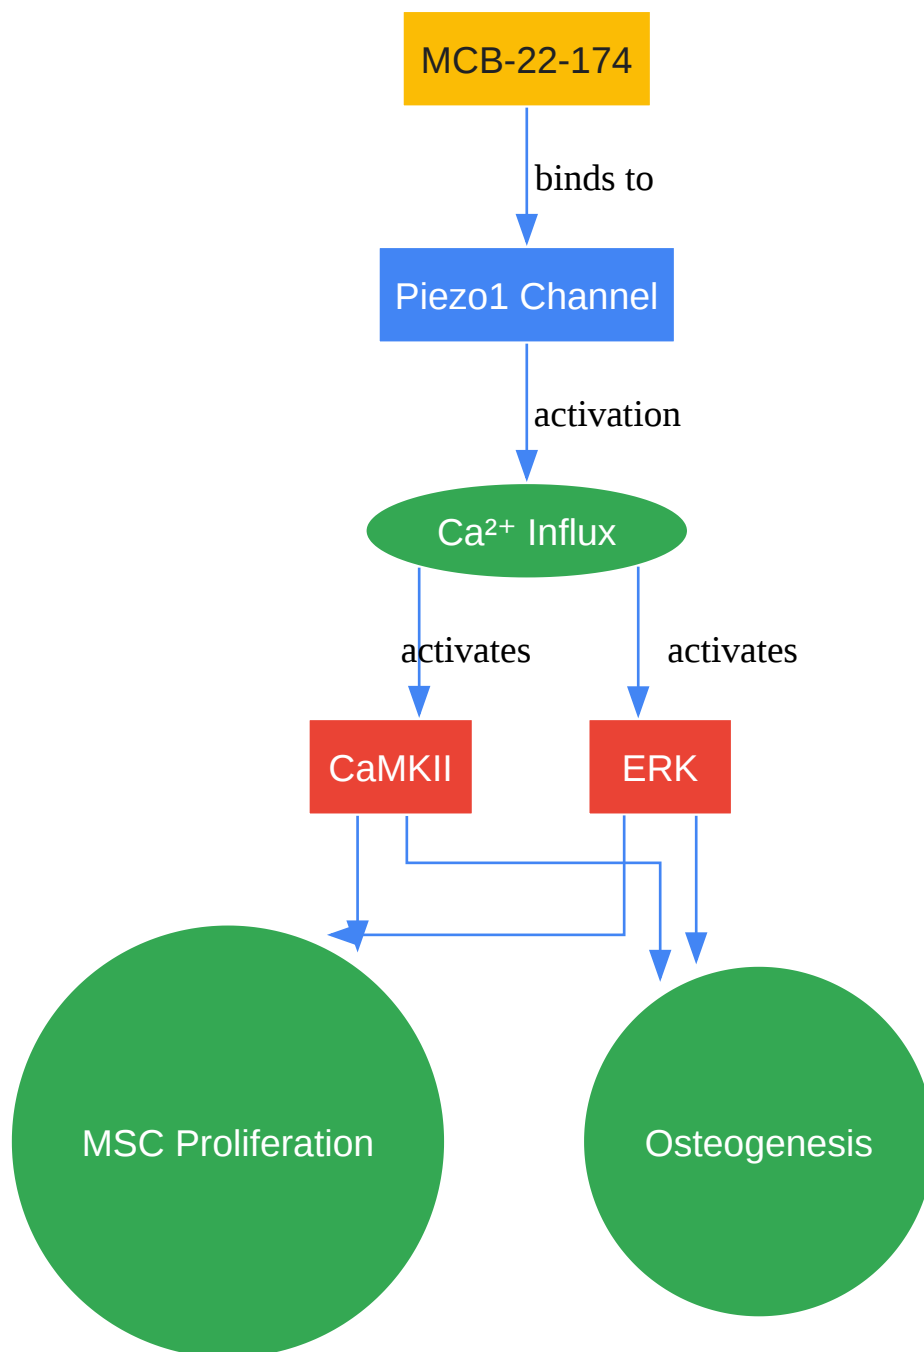 MCB-22-174
binds to
Piezo1 Channel
activation
Ca²⁺ Influx
activates
activates
CaMKII
ERK
MSC Proliferation
Osteogenesis